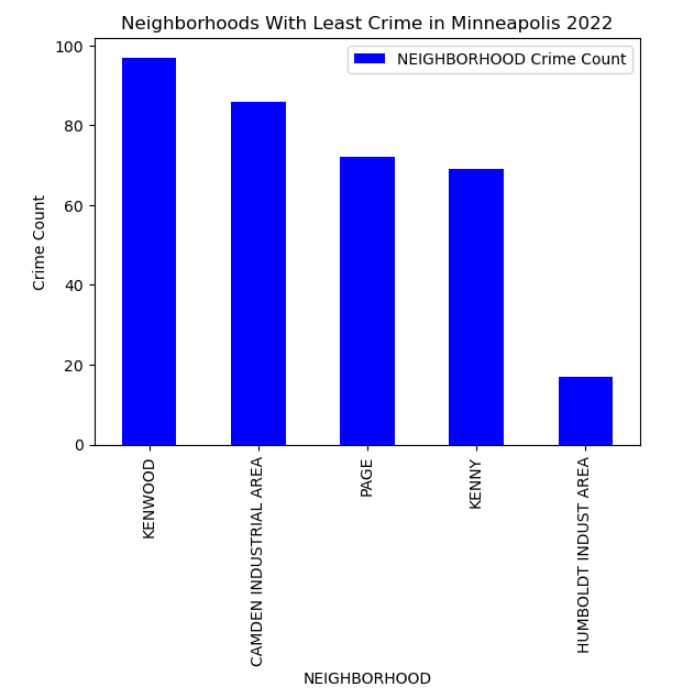 Neighborhoods With Least Crime in Minneapolis 2022
NEIGHBORHOOD Crime Count
Crime Count
100
80
60
40
20
0
KENWOOD
CAMDEN INDUSTRIAL AREA
PAGE
KENNY
HUMBOLDT INDUST AREA
NEIGHBORHOOD